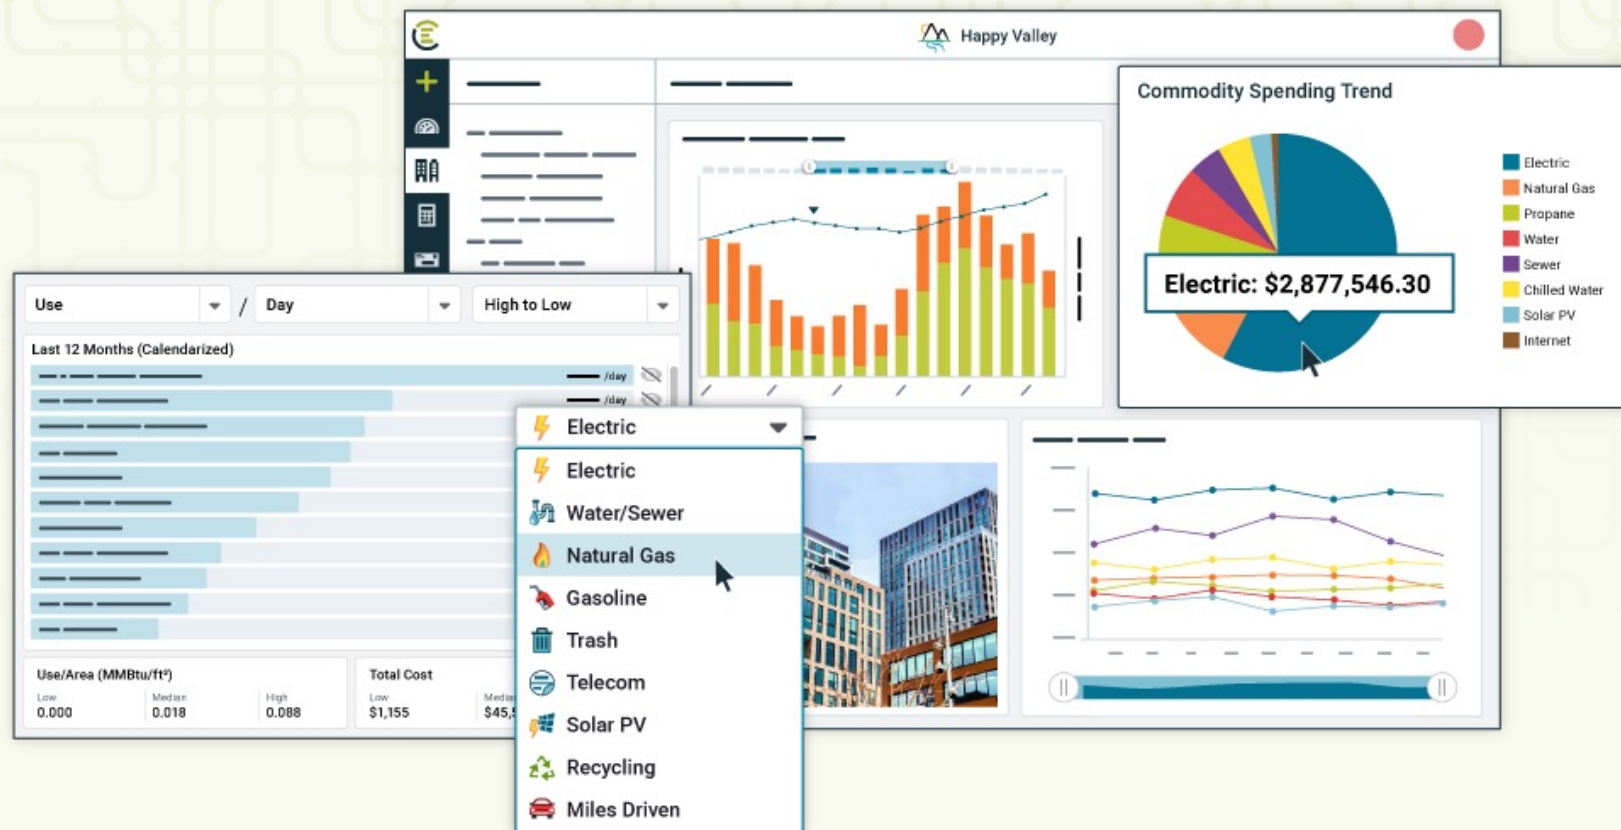 Happy Valley
Commodity Spending Trend
Electric
Natural Gas
Propane
Water
Sewer
Chilled Water
Solar PV
Internet
Electric: $2,877,546.30
Use / Day High to Low
Last 12 Months (Calendarized)
/day
/day
Use/Area (MMBtu/ft²)
Low Median High
0.000 0.018 0.088
Total Cost
Low
$1,155
Electric
Electric
Water/Sewer
Natural Gas
Gasoline
Trash
Telecom
Solar PV
Recycling
Miles Driven